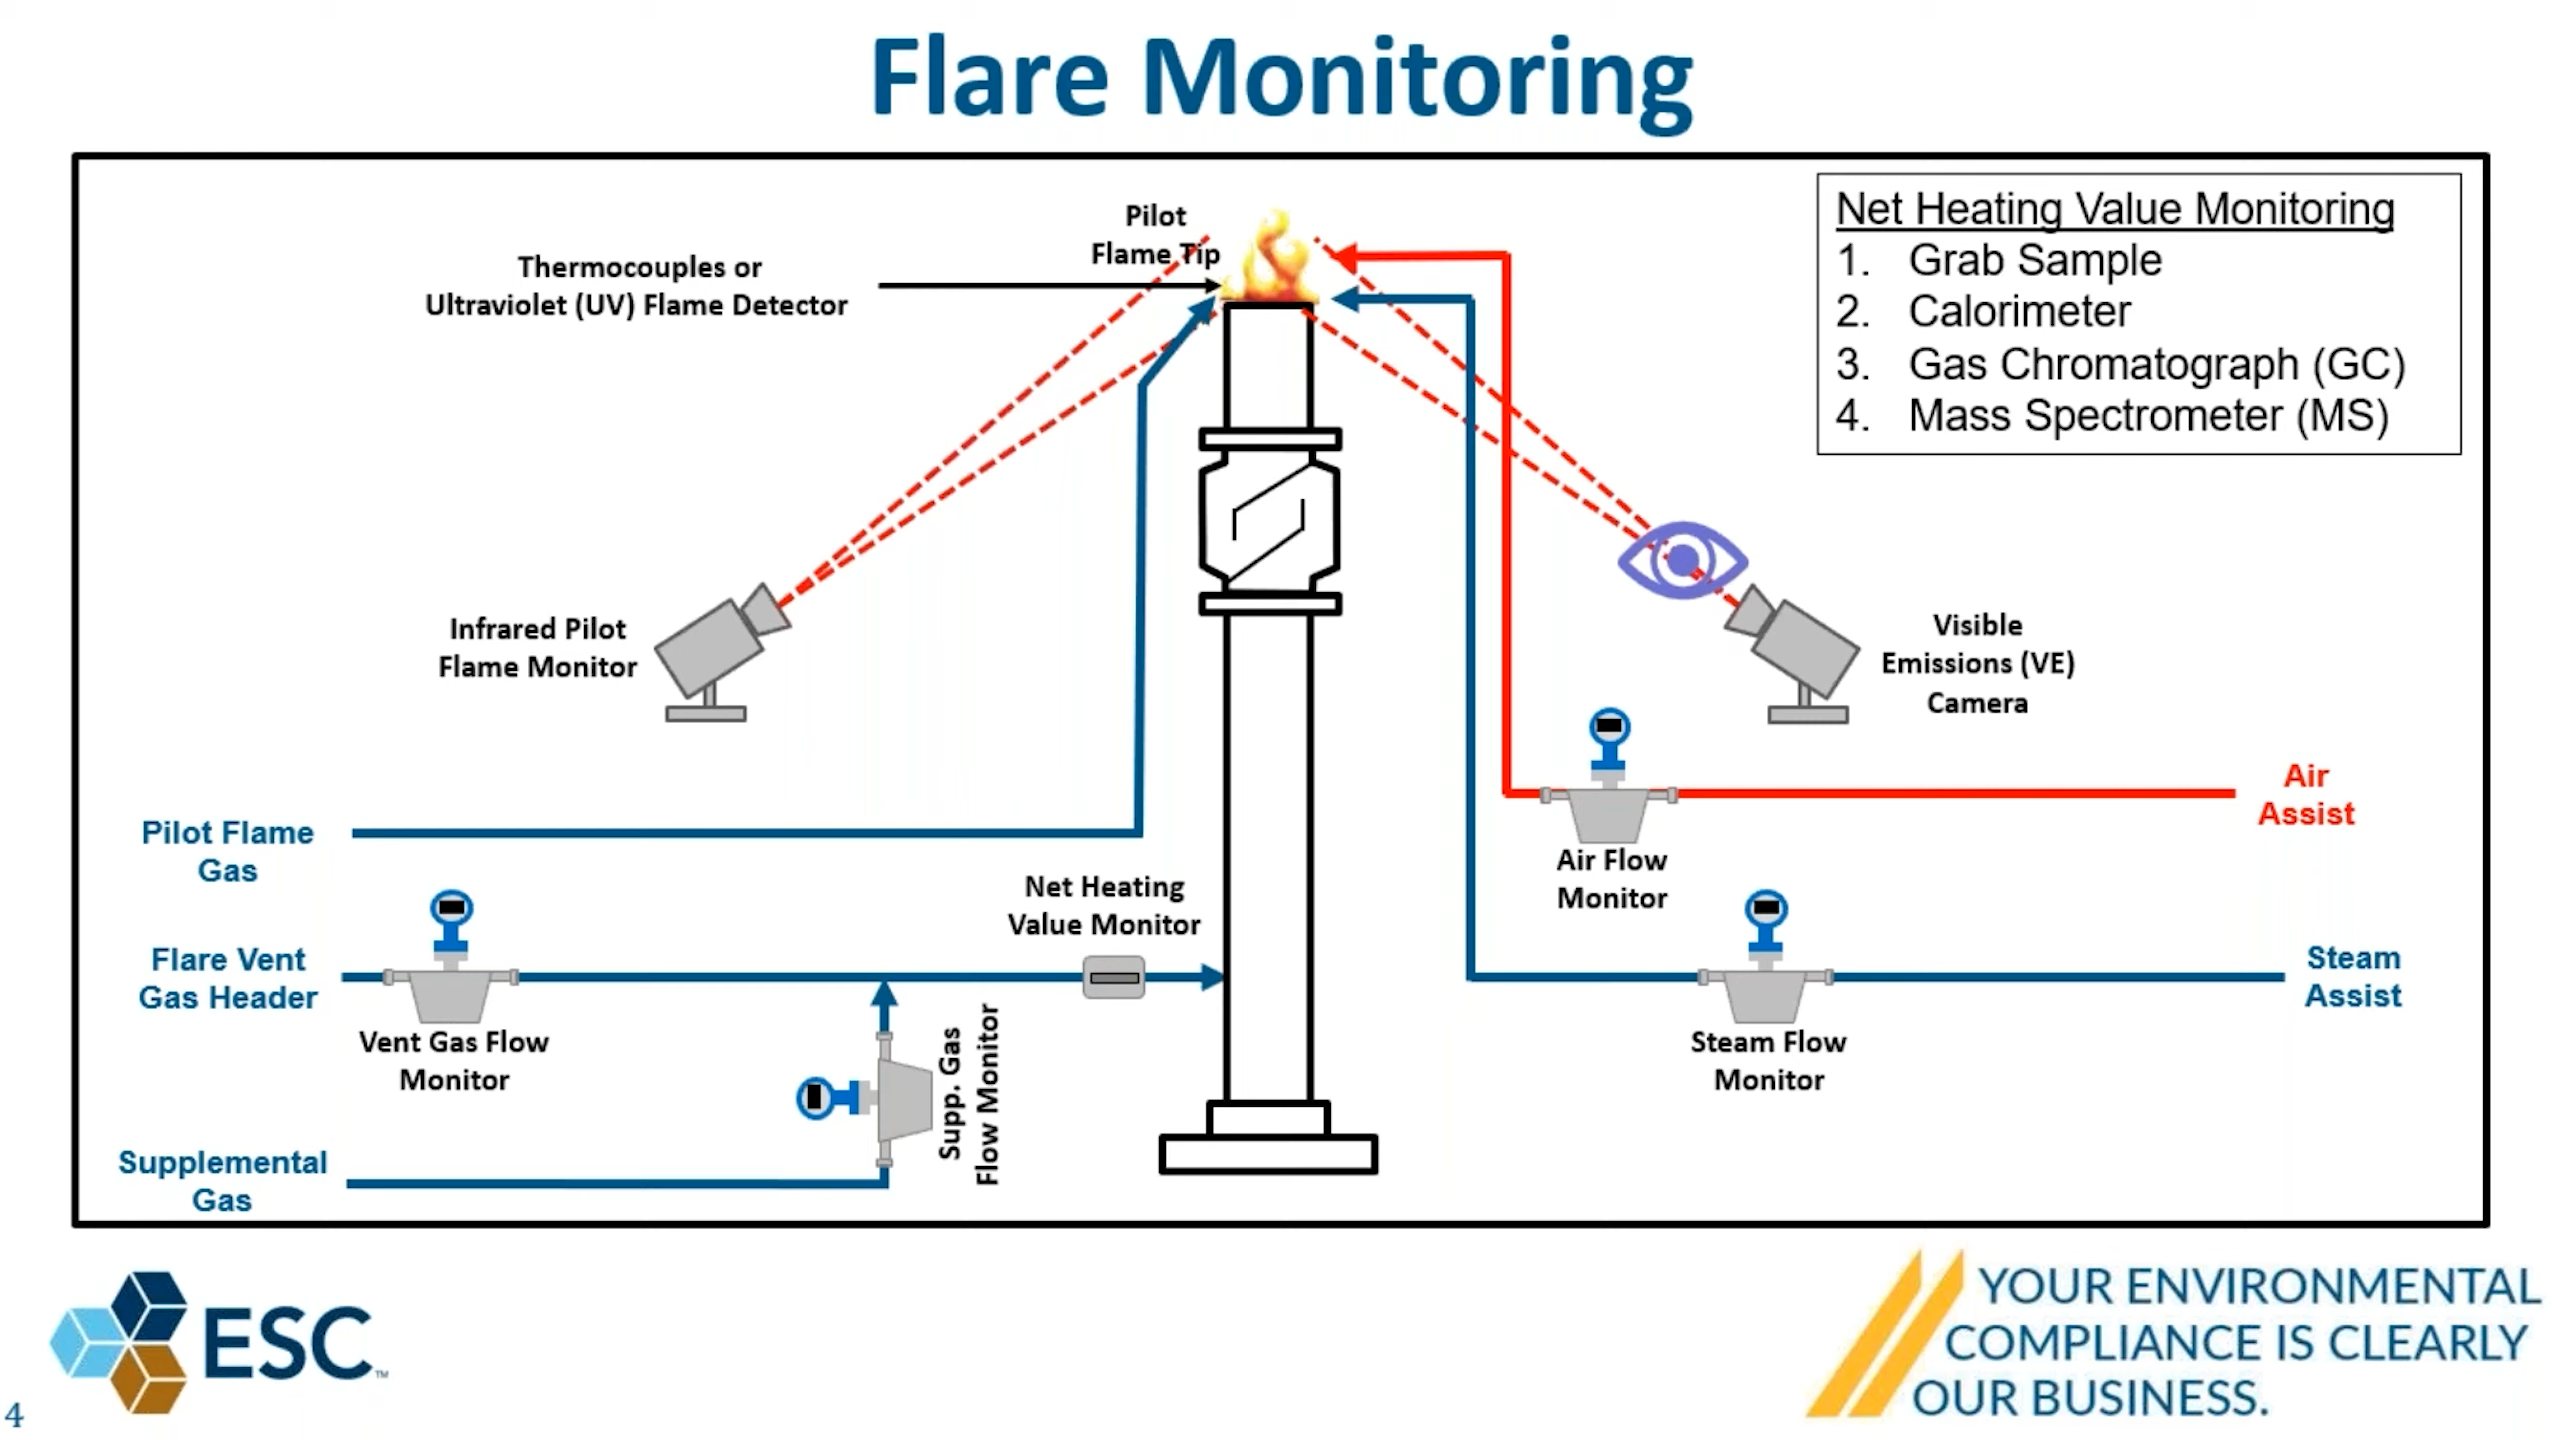 Flare Monitoring
Pilot
Flame Tip
Thermocouples or
Ultraviolet (UV) Flame Detector
Net Heating Value Monitoring
1. Grab Sample
2. Calorimeter
3. Gas Chromatograph (GC)
4. Mass Spectrometer (MS)
Infrared Pilot
Flame Monitor
Visible
Emissions (VE)
Camera
Air
Assist
Pilot Flame
Gas
Air Flow
Monitor
Net Heating
Value Monitor
Flare Vent
Gas Header
Vent Gas Flow
Monitor
Supp. Gas
Flow Monitor
Steam
Assist
Steam Flow
Monitor
Supplemental
Gas
ESC™
YOUR ENVIRONMENTAL
COMPLIANCE IS CLEARLY
OUR BUSINESS.
4